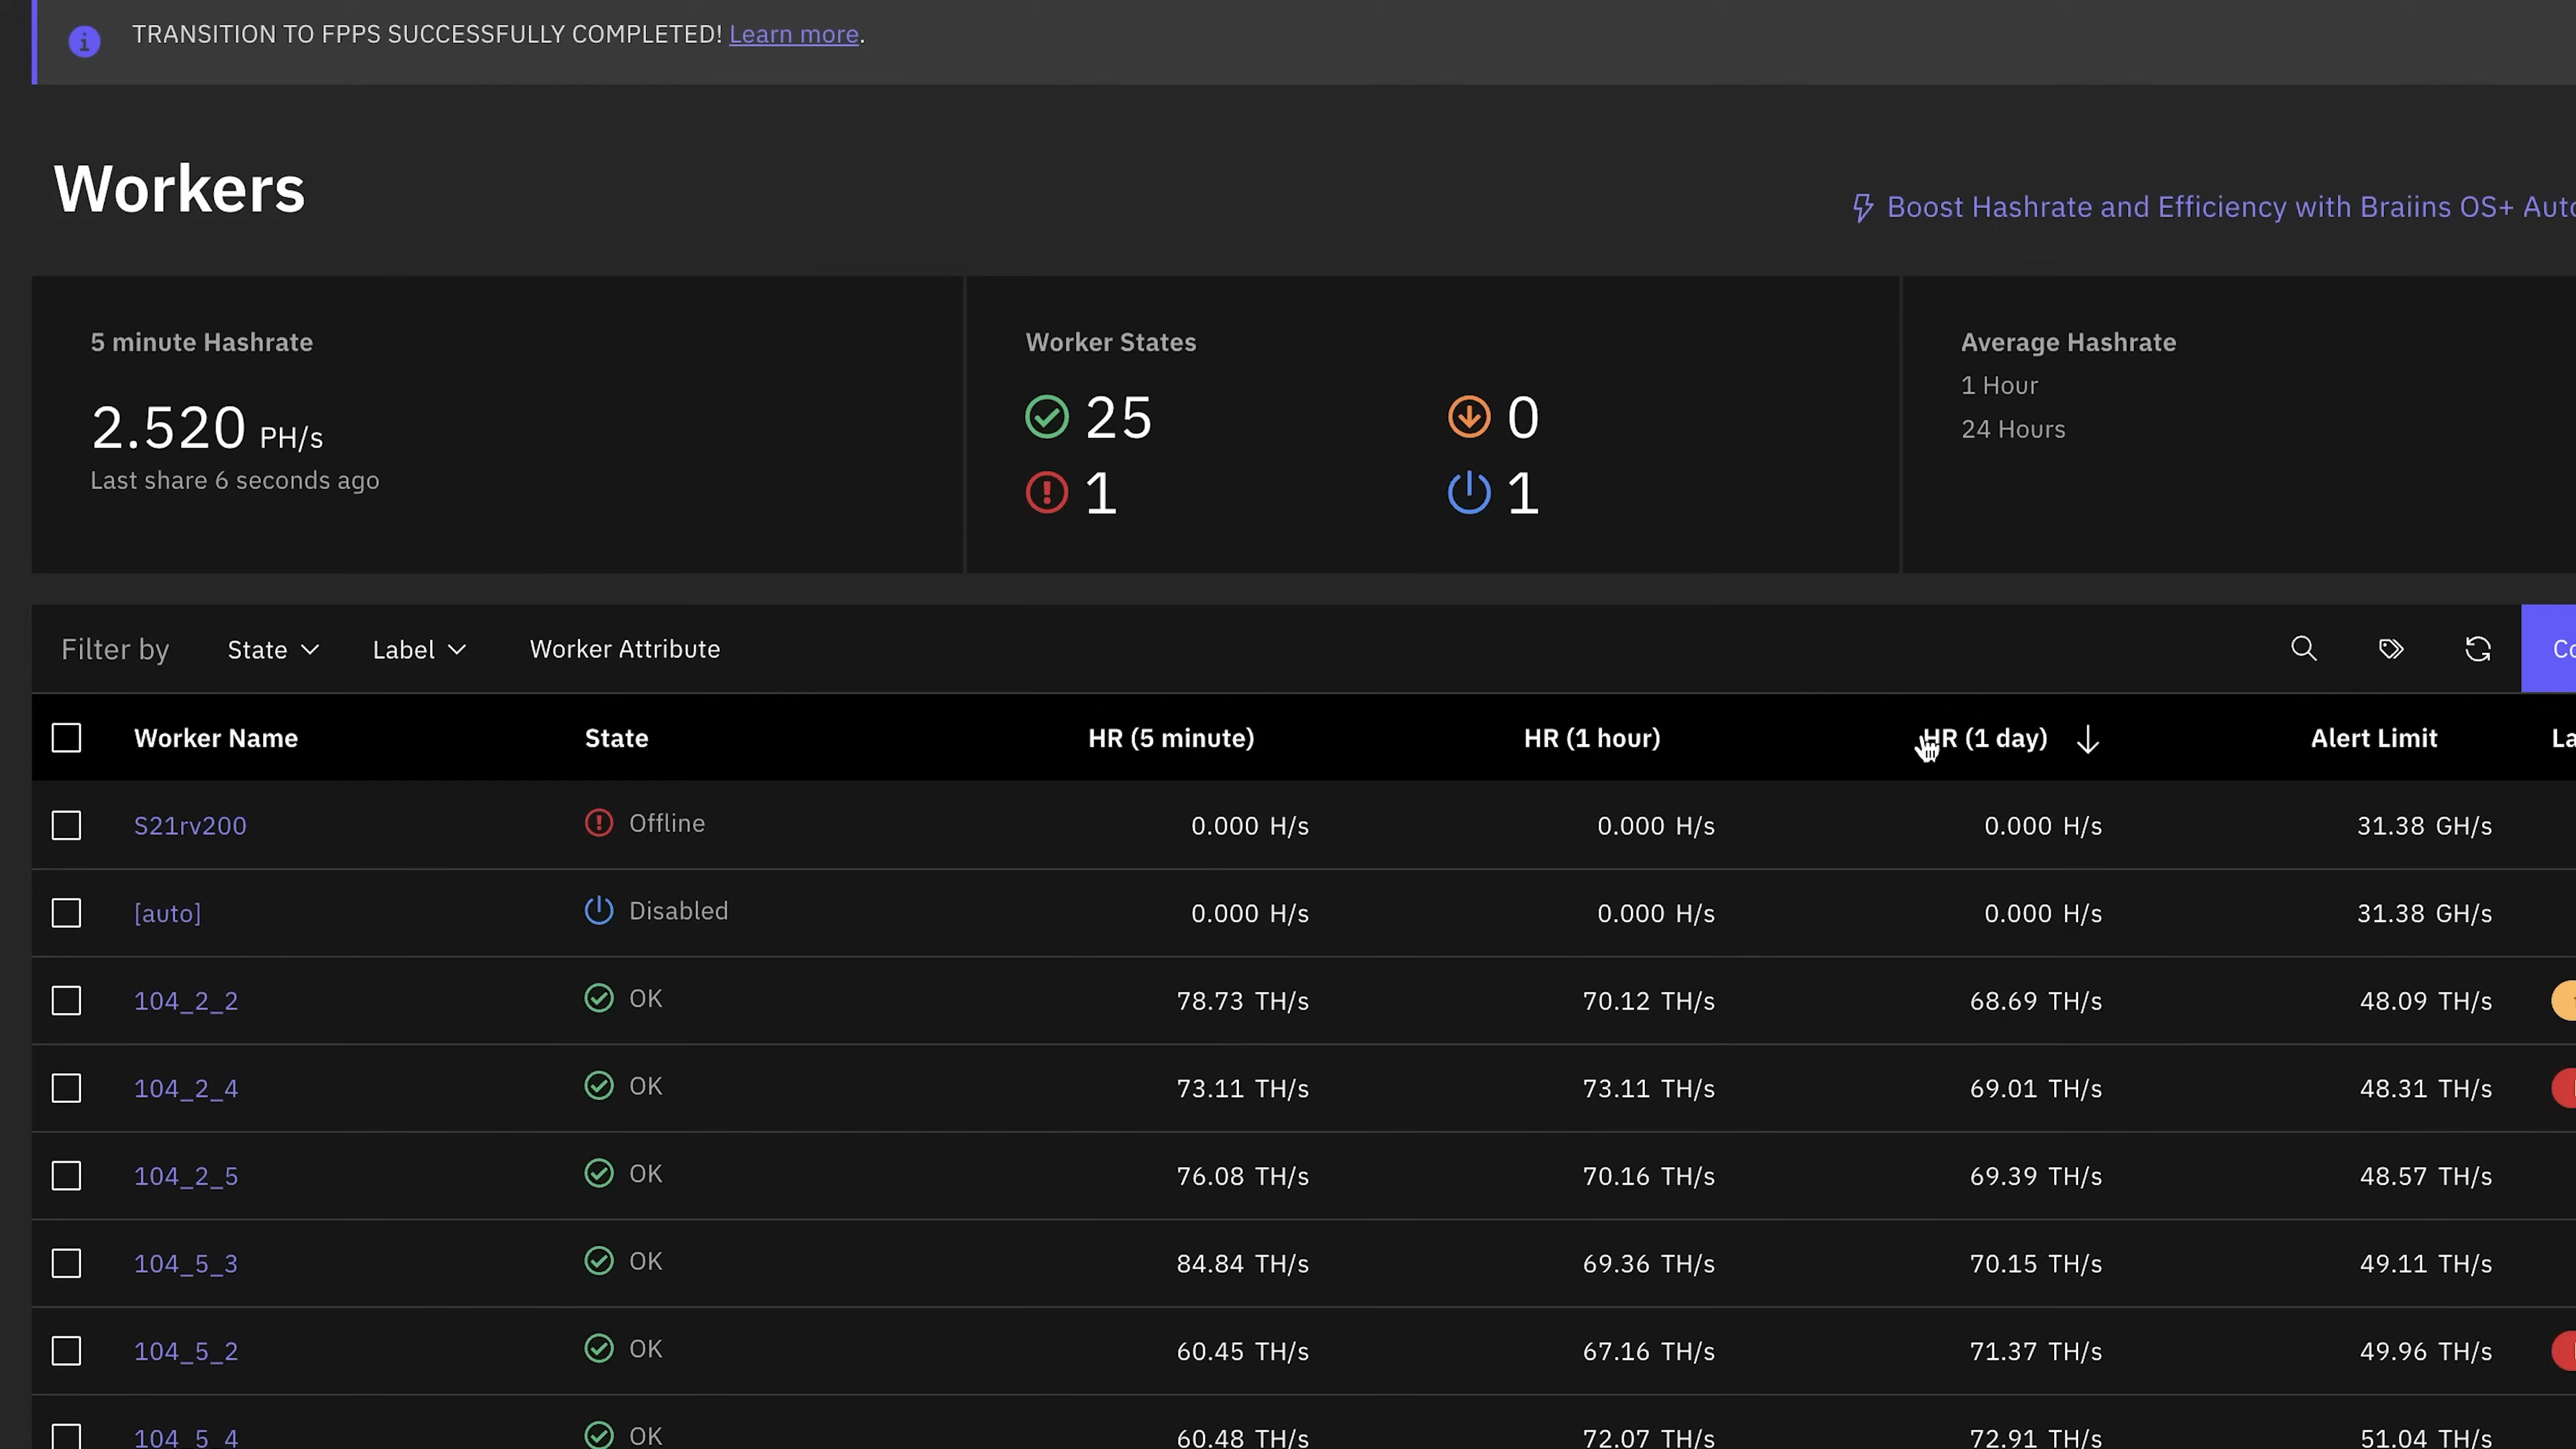 TRANSITION TO FPPS SUCCESSFULLY COMPLETED! Learn more.
Workers
Boost Hashrate and Efficiency with Braiins OS+
5 minute Hashrate
2.520 PH/s
Last share 6 seconds ago
Worker States
25
0
1
1
Average Hashrate
1 Hour
24 Hours
Filter by State Label Worker Attribute
Worker Name State HR (5 minute) HR (1 hour) HR (1 day) Alert Limit
S21rv200 Offline 0.000 H/s 0.000 H/s 0.000 H/s 31.38 GH/s
[auto] Disabled 0.000 H/s 0.000 H/s 0.000 H/s 31.38 GH/s
104_2_2 OK 78.73 TH/s 70.12 TH/s 68.69 TH/s 48.09 TH/s
104_2_4 OK 73.11 TH/s 73.11 TH/s 69.01 TH/s 48.31 TH/s
104_2_5 OK 76.08 TH/s 70.16 TH/s 69.39 TH/s 48.57 TH/s
104_5_3 OK 84.84 TH/s 69.36 TH/s 70.15 TH/s 49.11 TH/s
104_5_2 OK 60.45 TH/s 67.16 TH/s 71.37 TH/s 49.96 TH/s
104_5_4 OK 60.48 TH/s 72.07 TH/s 72.91 TH/s 51.04 TH/s